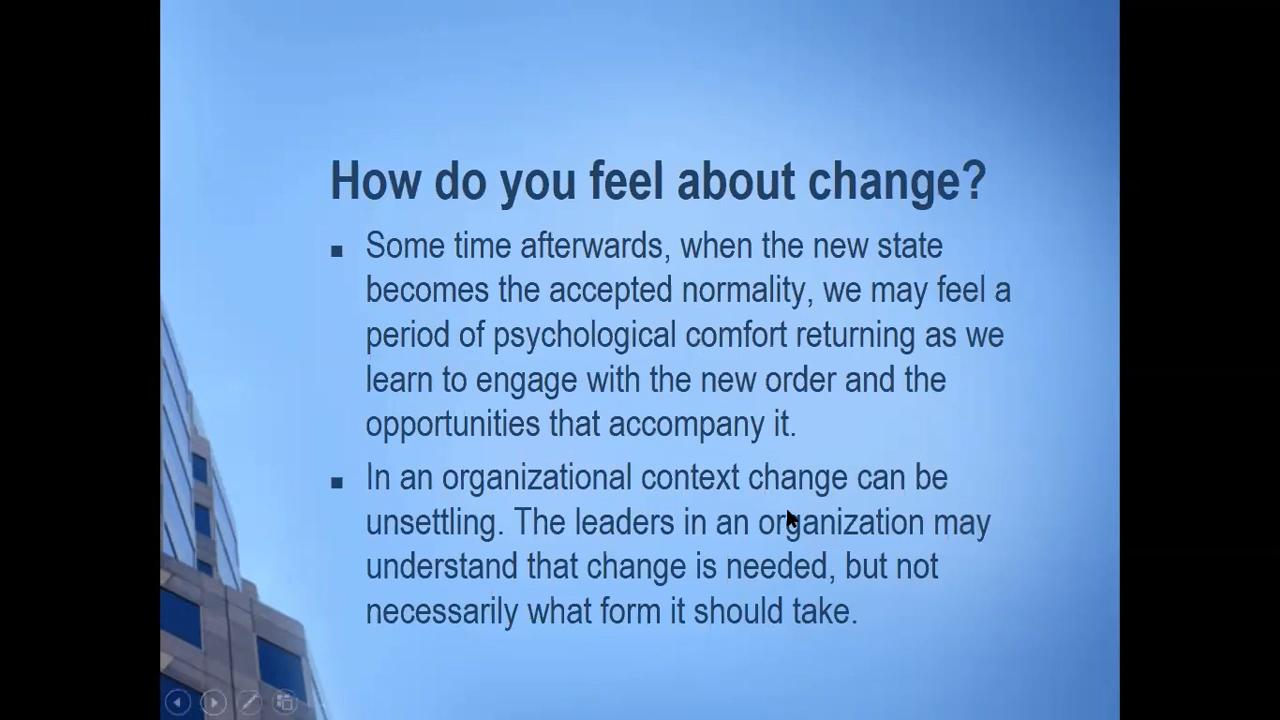 How do you feel about change?
Some time afterwards, when the new state
becomes the accepted normality, we may feel a
period of psychological comfort returning as we
learn to engage with the new order and the
opportunities that accompany it.
In an organizational context change can be
unsettling. The leaders in an organization may
understand that change is needed, but not
necessarily what form it should take.